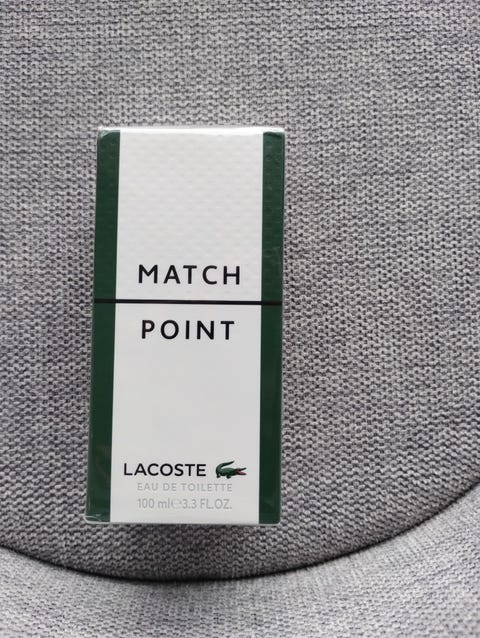 MATCH
POINT
LACOSTE
EAU DE TOILETTE
100 ml ℮ 3.3 FL.OZ.